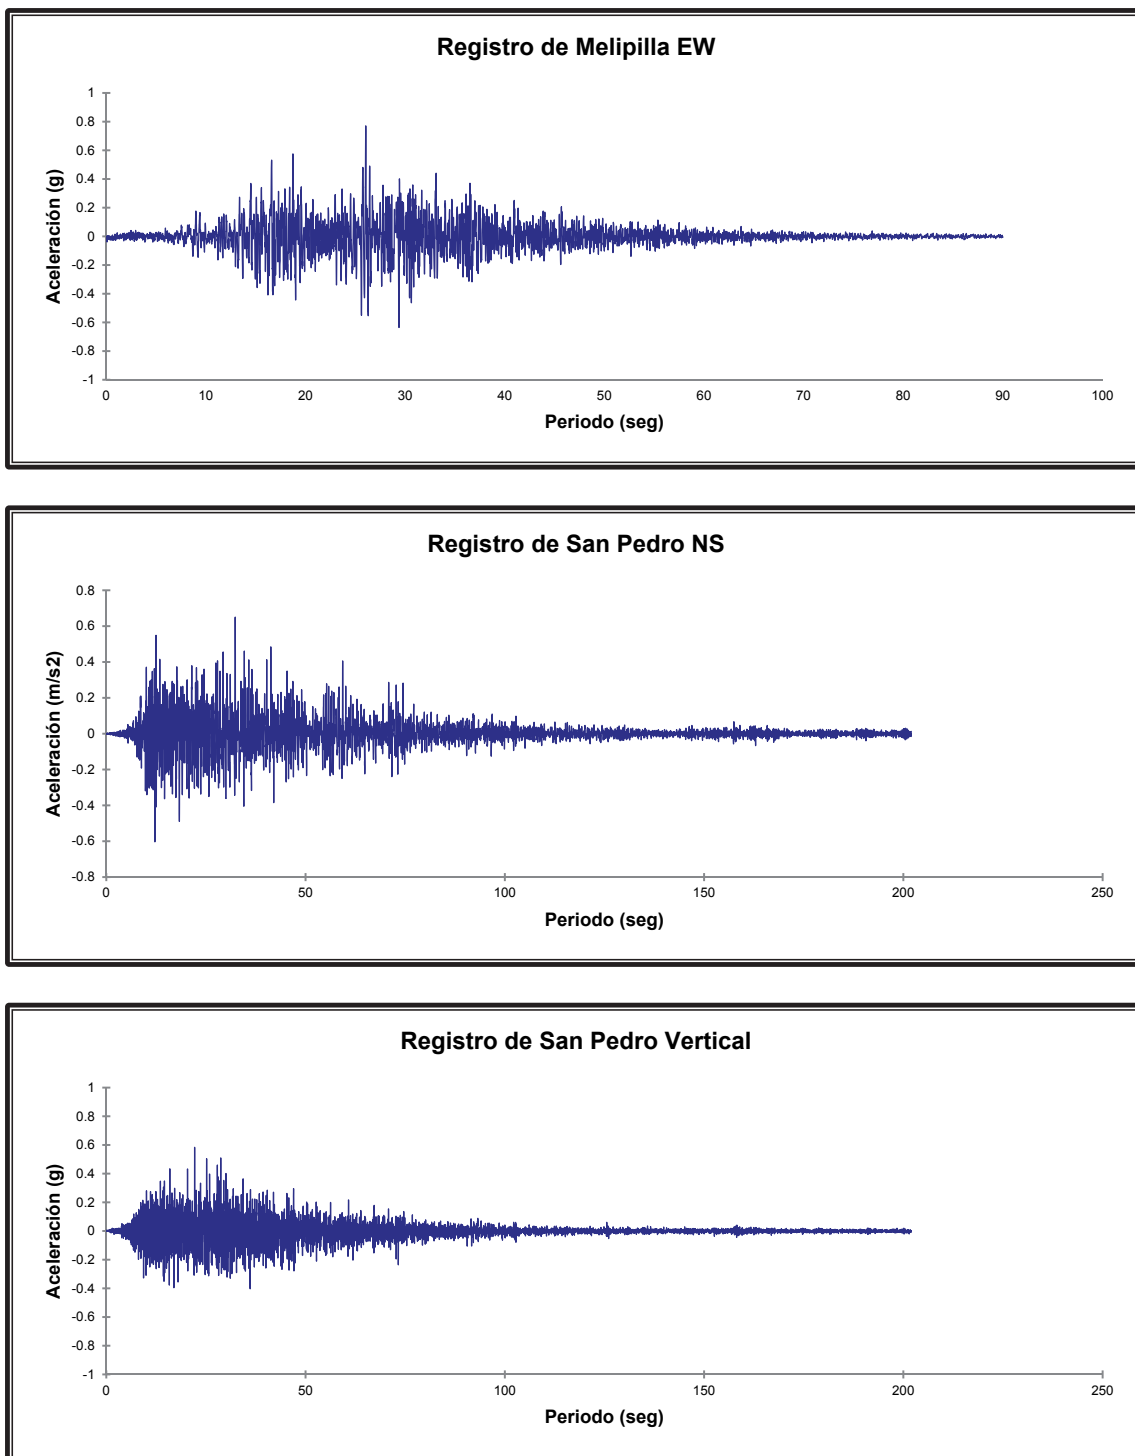 Registro de Melipilla EW
1
0.8
0.6
0.4
0.2
0
-0.2
-0.4
-0.6
-0.8
-1
Aceleración (g)
0 10 20 30 40 50 60 70 80 90 100
Periodo (seg)
Registro de San Pedro NS
0.8
0.6
0.4
0.2
0
-0.2
-0.4
-0.6
-0.8
Aceleración (m/s2)
0 50 100 150 200 250
Periodo (seg)
Registro de San Pedro Vertical
1
0.8
0.6
0.4
0.2
0
-0.2
-0.4
-0.6
-0.8
-1
Aceleración (g)
0 50 100 150 200 250
Periodo (seg)